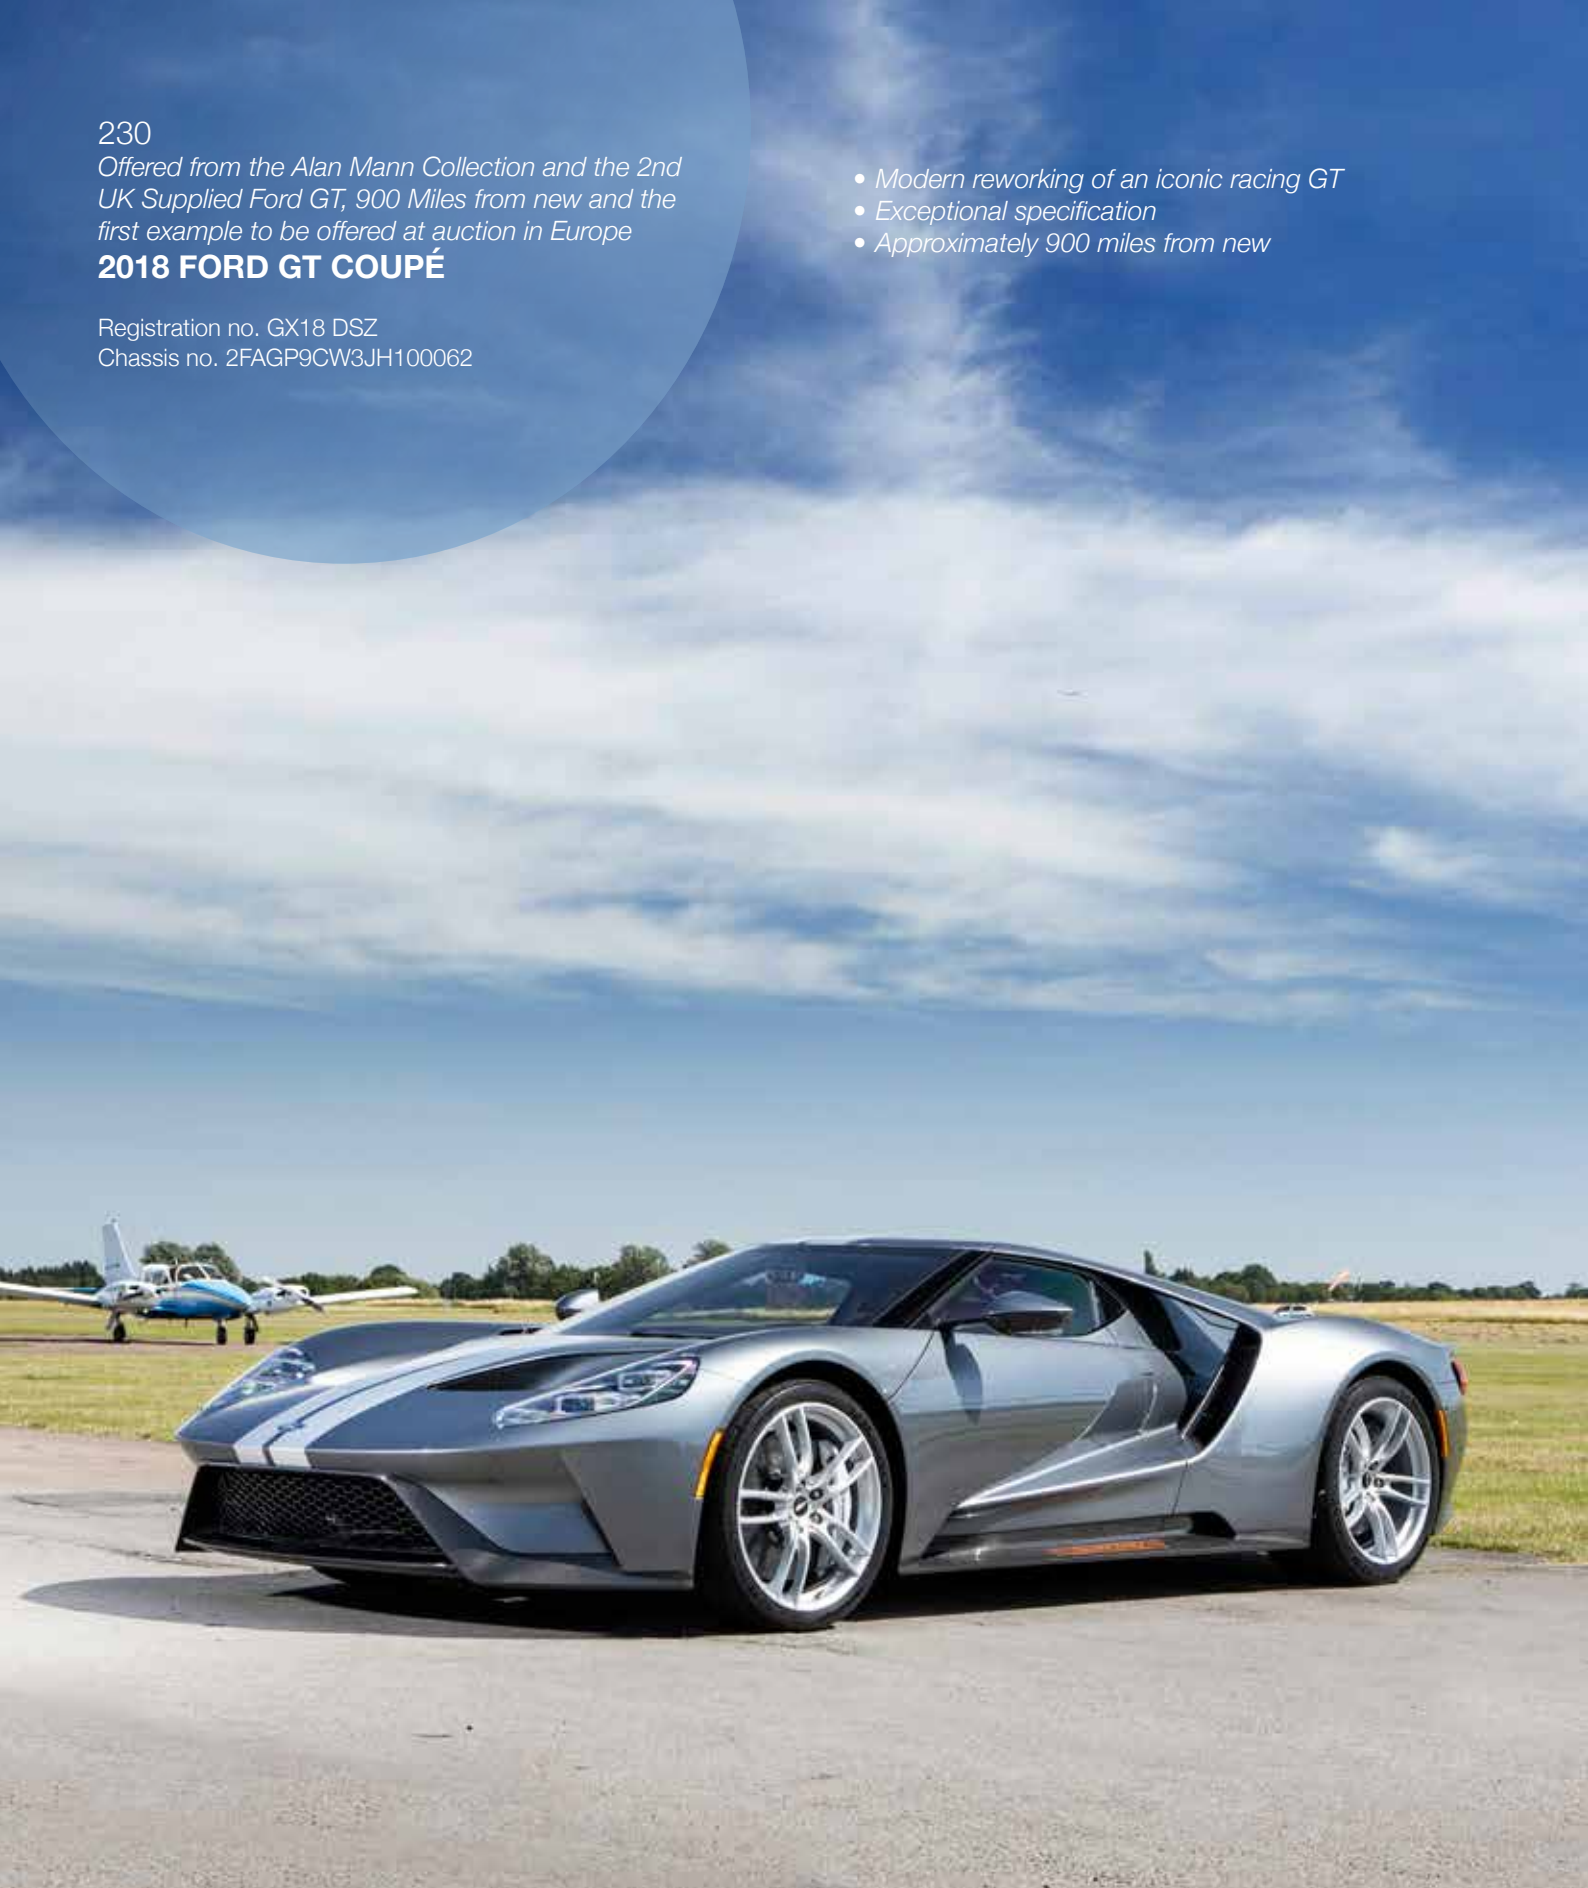 230
Offered from the Alan Mann Collection and the 2nd
UK Supplied Ford GT, 900 Miles from new and the
first example to be offered at auction in Europe
2018 FORD GT COUPÉ
Registration no. GX18 DSZ
Chassis no. 2FAGP9CW3JH100062
• Modern reworking of an iconic racing GT
• Exceptional specification
• Approximately 900 miles from new